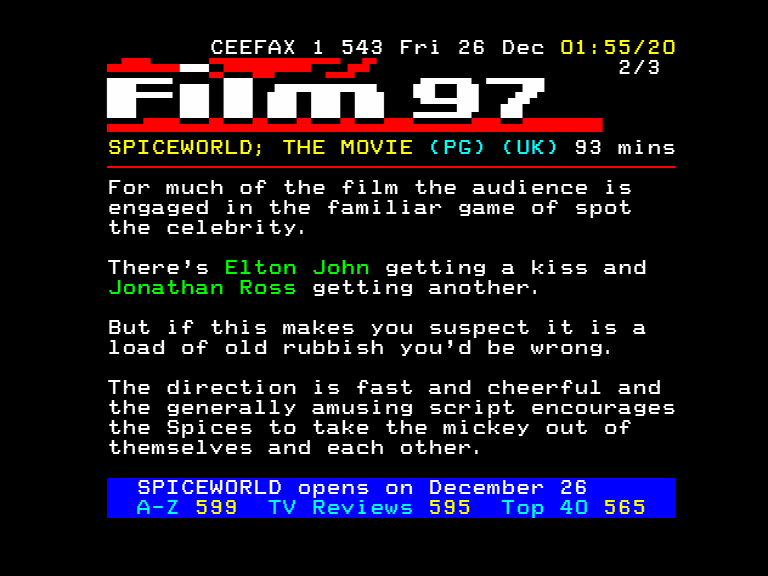 CEEFAX 1 543 Fri 26 Dec 01:55/20
2/3
Film 97
SPICEWORLD; THE MOVIE (PG) (UK) 93 mins
For much of the film the audience is
engaged in the familiar game of spot
the celebrity.
There's Elton John getting a kiss and
Jonathan Ross getting another.
But if this makes you suspect it is a
load of old rubbish you'd be wrong.
The direction is fast and cheerful and
the generally amusing script encourages
the Spices to take the mickey out of
themselves and each other.
SPICEWORLD opens on December 26
A-Z 599 TV Reviews 595 Top 40 565